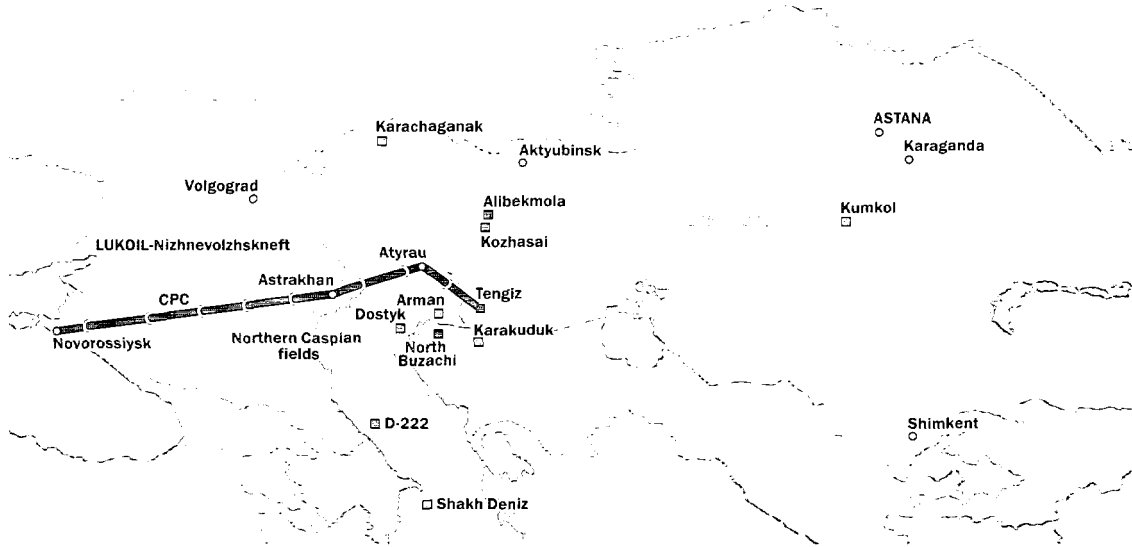 ASTANA
Karachaganak
Karaganda
Aktyubinsk
Volgograd
Alibekmola
Kumkol
Kozhasai
LUKOIL-Nizhnevolzhskneft
Atyrau
Astrakhan
Tengiz
CPC
Arman
Dostyk
Karakuduk
Novorossiysk
Northern Caspian
fields
North
Buzachi
D-222
Shimkent
Shakh Deniz